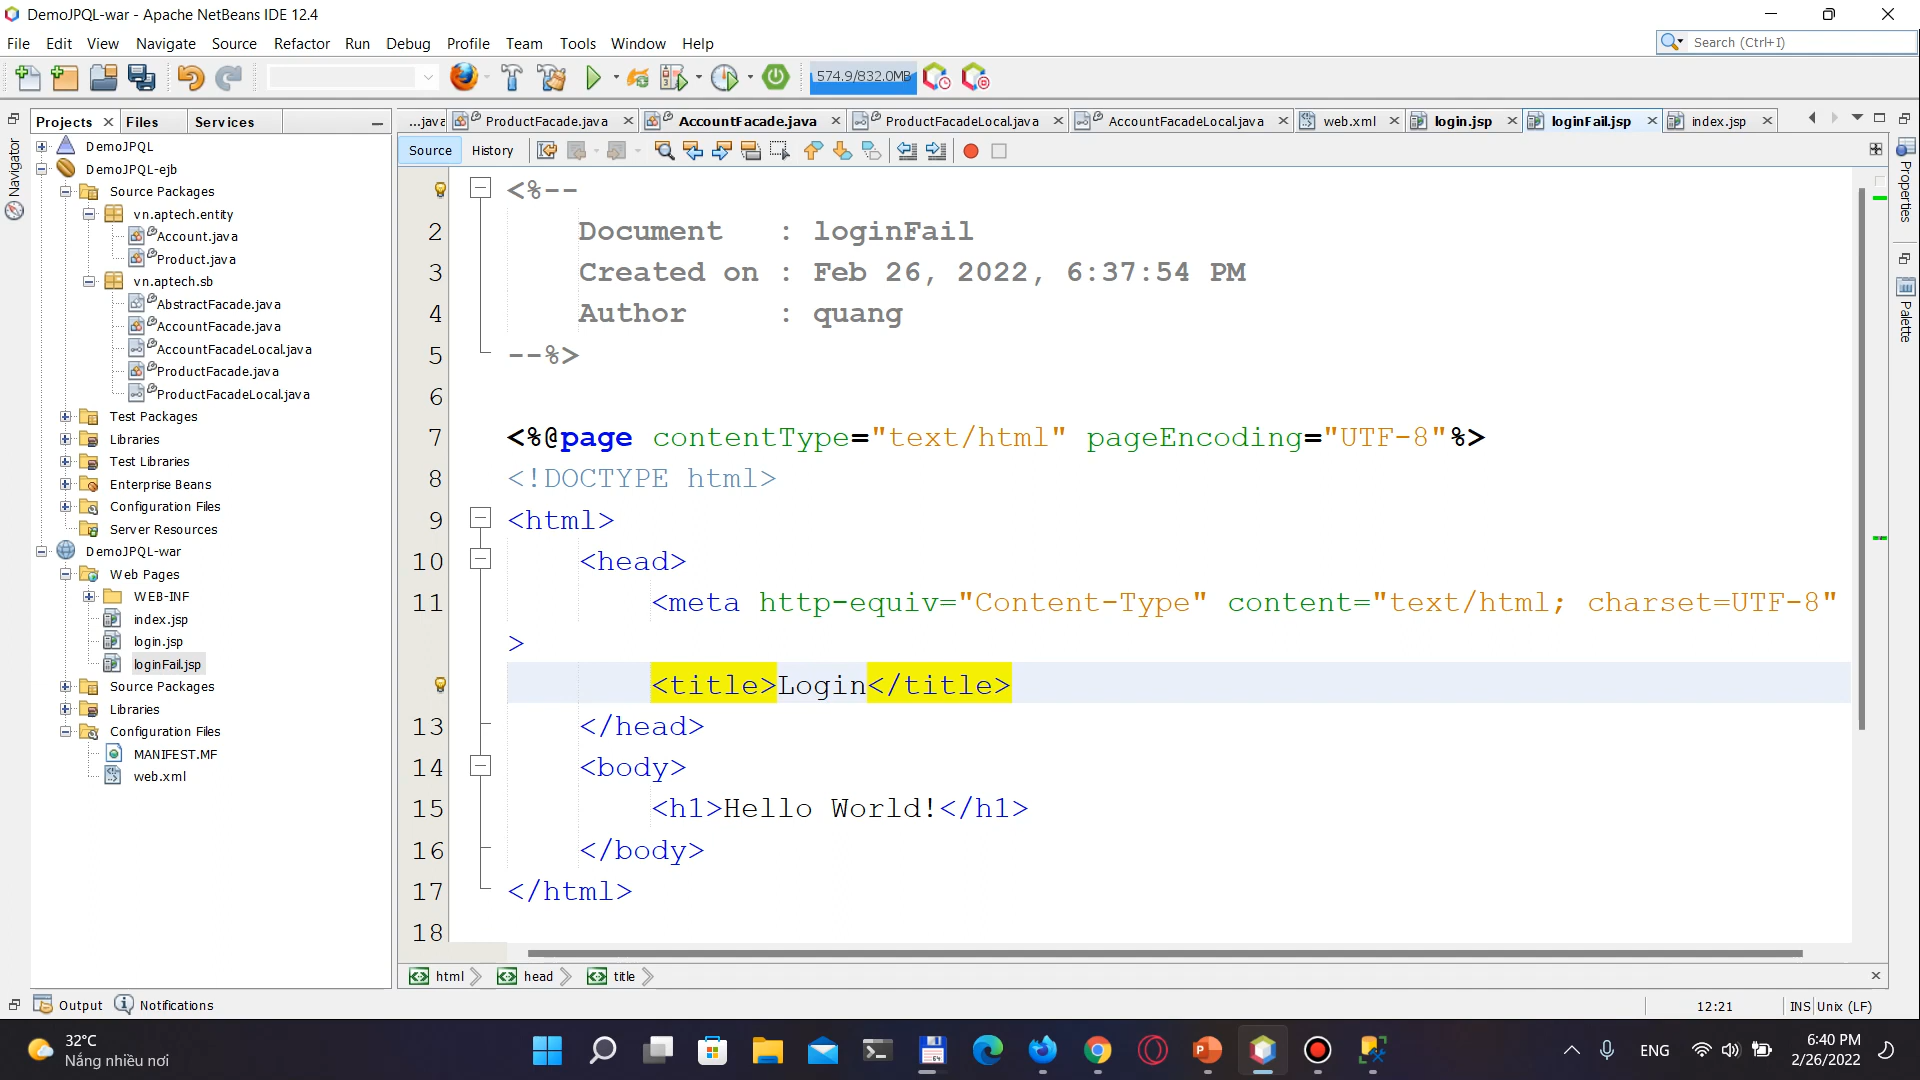 DemoJPQL-war - Apache NetBeans IDE 12.4
File Edit View Navigate Source Refactor Run Debug Profile Team Tools Window Help
Search (Ctrl+I)
574.9/832.0MB
Projects Files Services
...java ProductFacade.java AccountFacade.java ProductFacadeLocal.java AccountFacadeLocal.java web.xml login.jsp loginFail.jsp index.jsp
Source History
Navigator
Properties
Palette
DemoJPQL
DemoJPQL-ejb
Source Packages
vn.aptech.entity
Account.java
Product.java
vn.aptech.sb
AbstractFacade.java
AccountFacade.java
AccountFacadeLocal.java
ProductFacade.java
ProductFacadeLocal.java
Test Packages
Libraries
Test Libraries
Enterprise Beans
Configuration Files
Server Resources
DemoJPQL-war
Web Pages
WEB-INF
index.jsp
login.jsp
loginFail.jsp
Source Packages
Libraries
Configuration Files
MANIFEST.MF
web.xml
<%--
2 Document : loginFail
3 Created on : Feb 26, 2022, 6:37:54 PM
4 Author : quang
5 --%>
6
7 <%@page contentType="text/html" pageEncoding="UTF-8"%>
8 <!DOCTYPE html>
9 <html>
10 <head>
11 <meta http-equiv="Content-Type" content="text/html; charset=UTF-8"
>
<title>Login</title>
13 </head>
14 <body>
15 <h1>Hello World!</h1>
16 </body>
17 </html>
18
html head title
Output Notifications
12:21 INS Unix (LF)
32°C
Nắng nhiều nơi
ENG
6:40 PM
2/26/2022